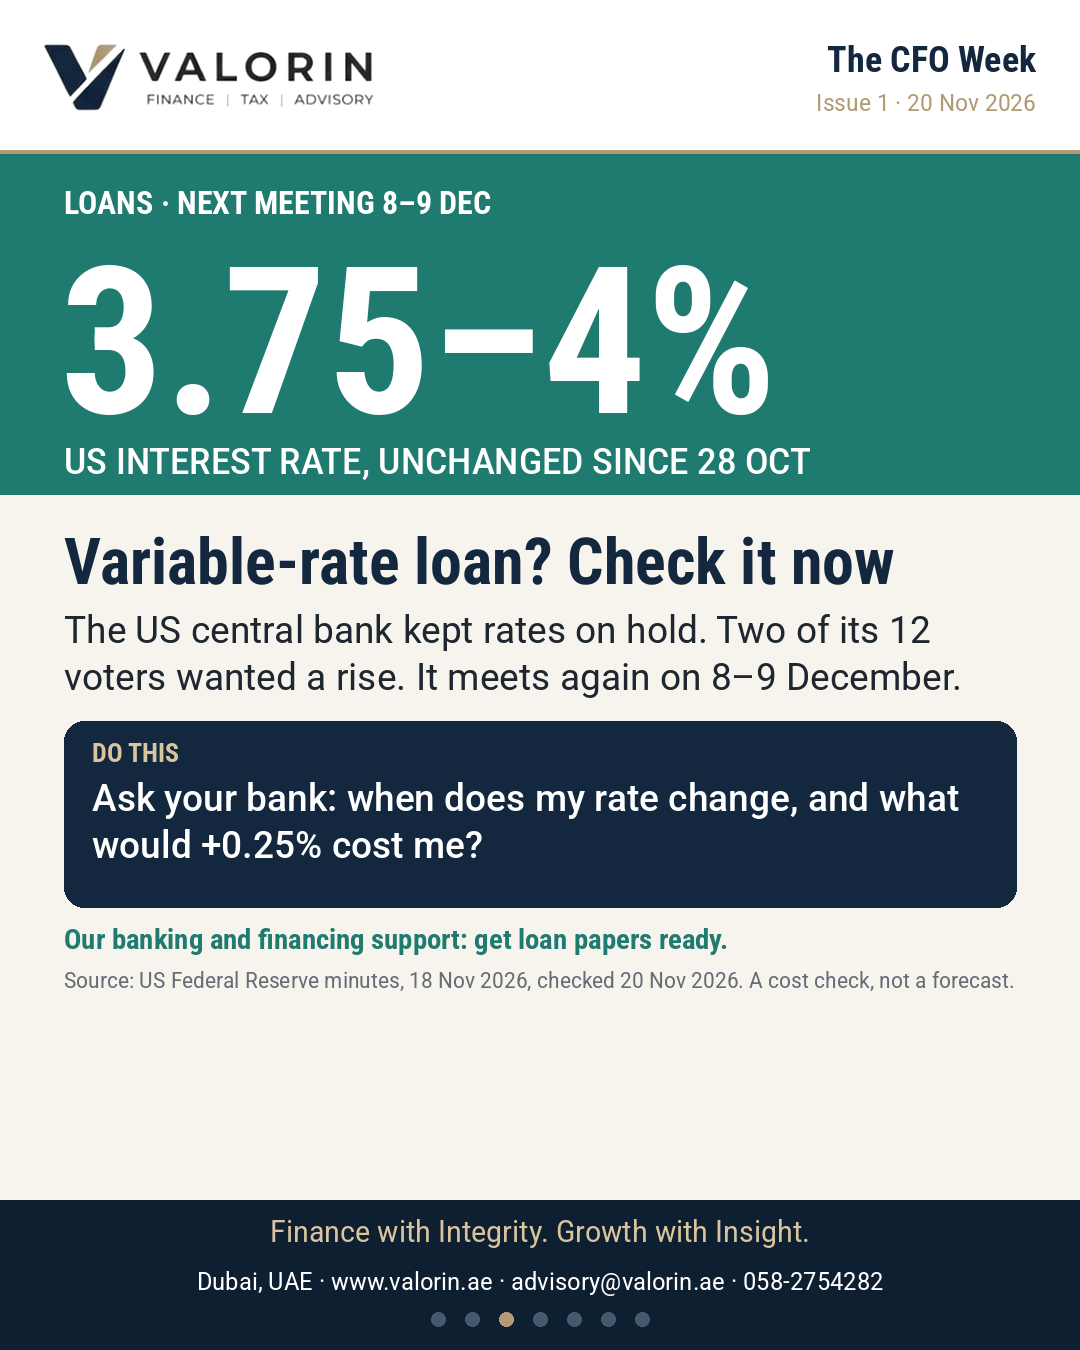 VALORIN
FINANCE | TAX | ADVISORY
The CFO Week
Issue 1 · 20 Nov 2026
LOANS · NEXT MEETING 8–9 DEC
3.75–4%
US INTEREST RATE, UNCHANGED SINCE 28 OCT
Variable-rate loan? Check it now
The US central bank kept rates on hold. Two of its 12
voters wanted a rise. It meets again on 8–9 December.
DO THIS
Ask your bank: when does my rate change, and what
would +0.25% cost me?
Our banking and financing support: get loan papers ready.
Source: US Federal Reserve minutes, 18 Nov 2026, checked 20 Nov 2026. A cost check, not a forecast.
Finance with Integrity. Growth with Insight.
Dubai, UAE · www.valorin.ae · advisory@valorin.ae · 058-2754282